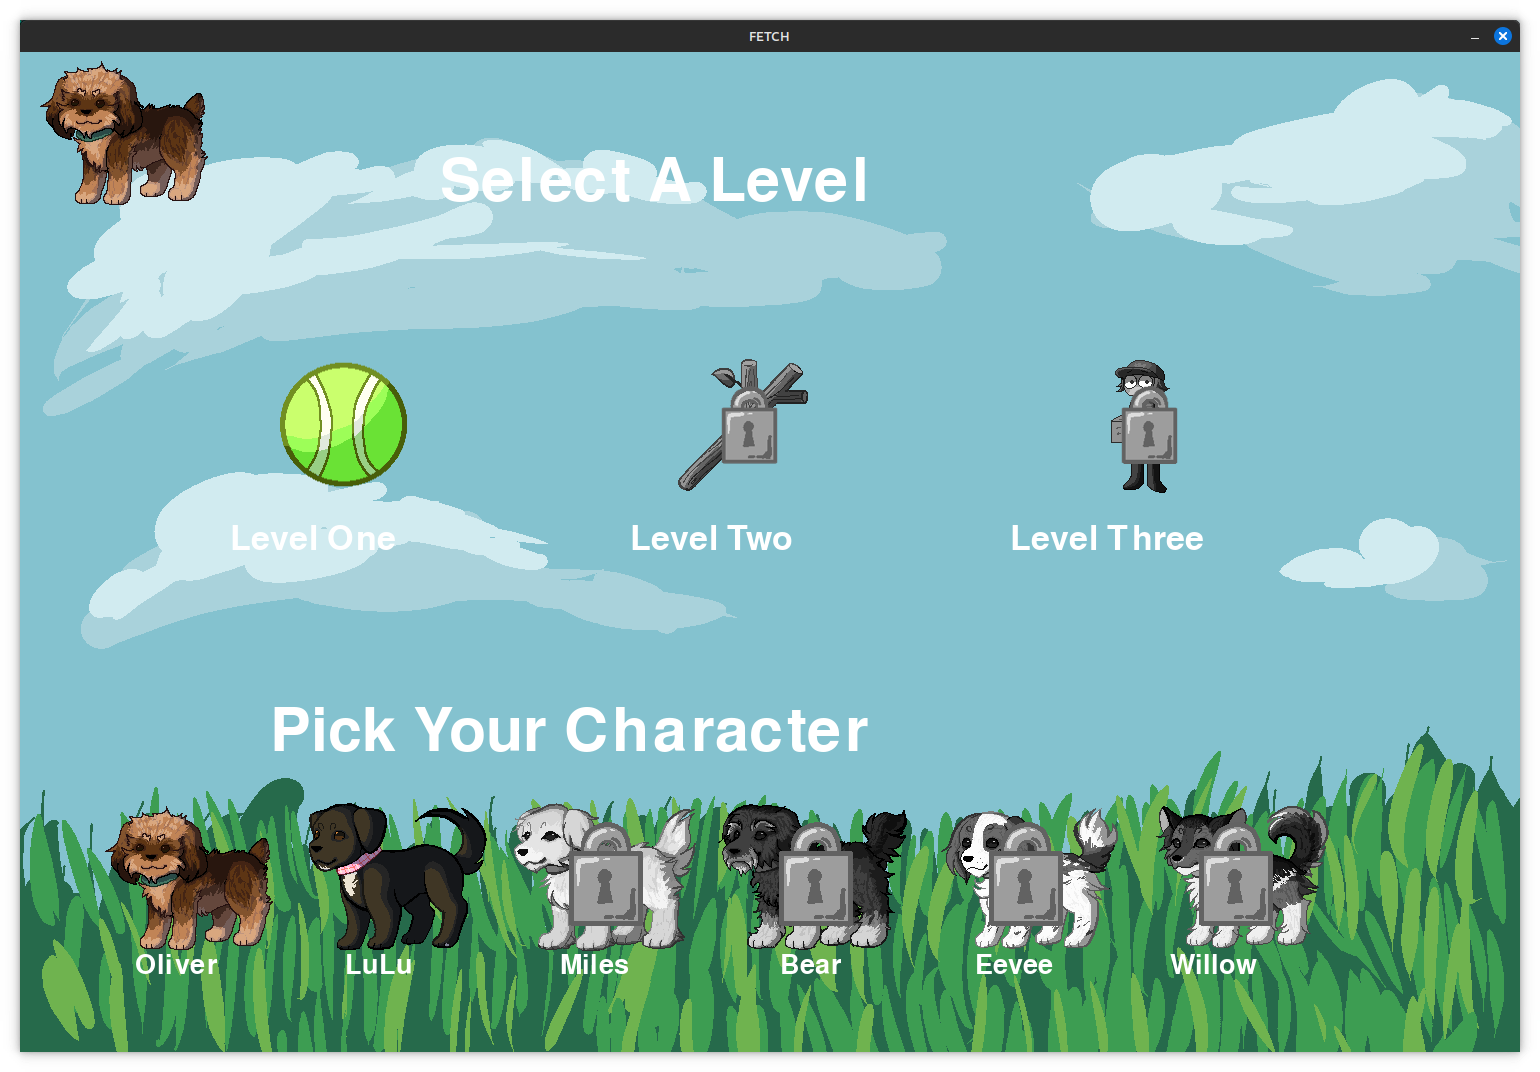 FETCH
Select A Level
Level One
Level Two
Level Three
Pick Your Character
Oliver
LuLu
Miles
Bear
Eevee
Willow